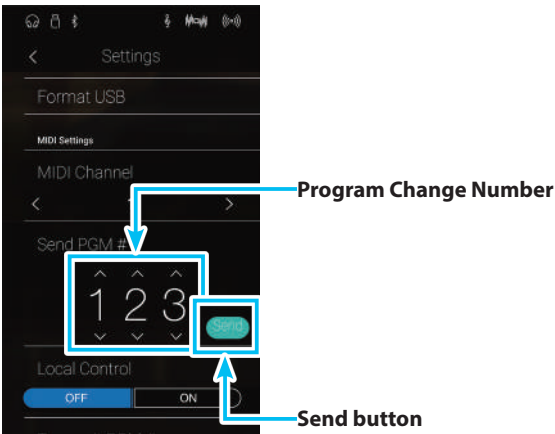 Settings
Format USB
MIDI Settings
MIDI Channel
Program Change Number
Send PGM #
1 2 3
Send
Local Control
OFF ON
Send button